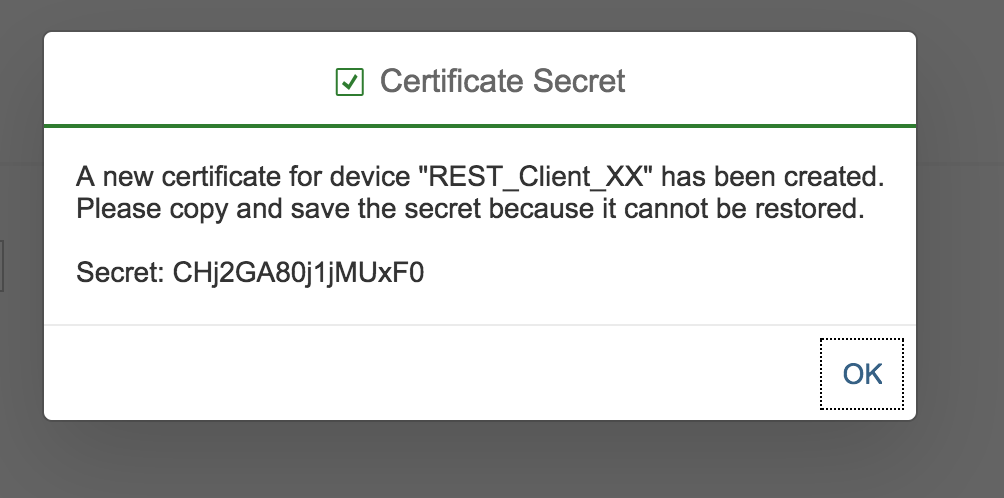 Certificate Secret
A new certificate for device "REST_Client_XX" has been created.
Please copy and save the secret because it cannot be restored.
Secret: CHj2GA80j1jMUxF0
OK